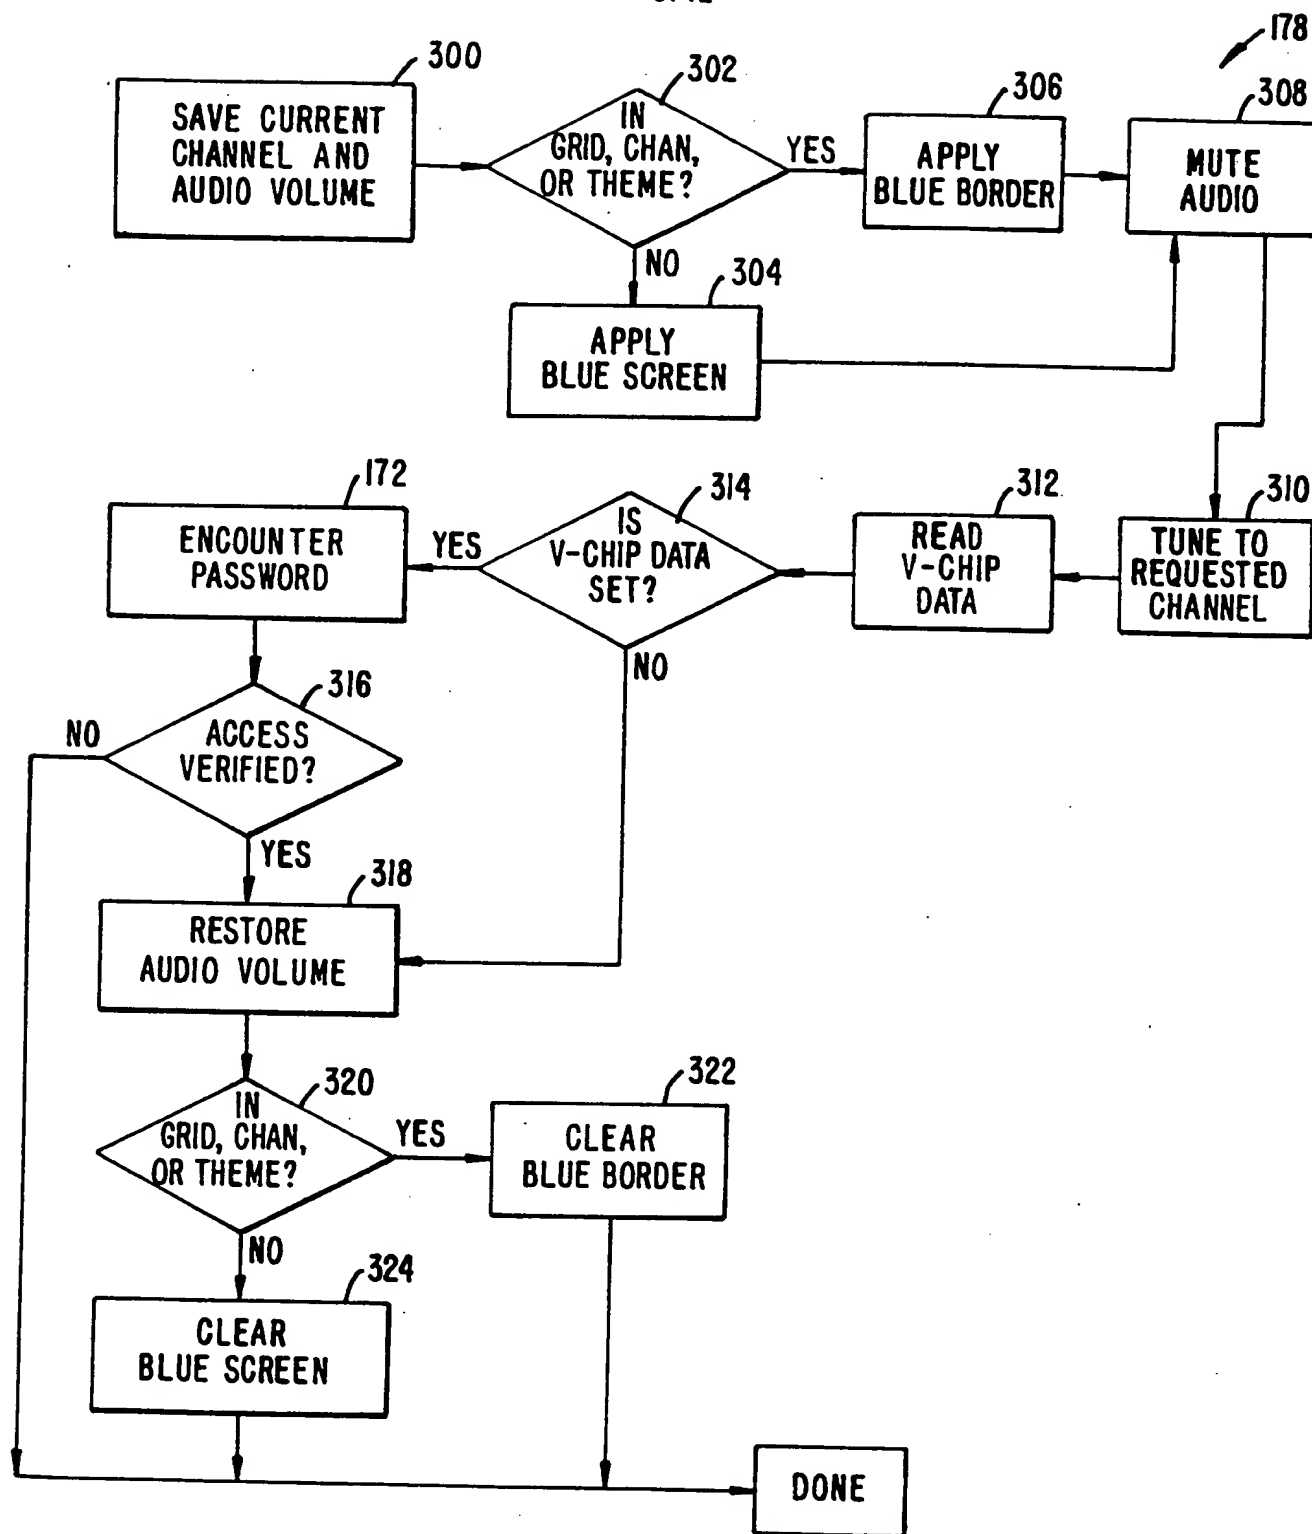 178
300
SAVE CURRENT
CHANNEL AND
AUDIO VOLUME
302
IN
GRID, CHAN,
OR THEME?
YES
NO
306
APPLY
BLUE BORDER
308
MUTE
AUDIO
304
APPLY
BLUE SCREEN
310
TUNE TO
REQUESTED
CHANNEL
312
READ
V-CHIP
DATA
314
IS
V-CHIP DATA
SET?
YES
NO
172
ENCOUNTER
PASSWORD
316
ACCESS
VERIFIED?
NO
YES
318
RESTORE
AUDIO VOLUME
320
IN
GRID, CHAN,
OR THEME?
YES
NO
322
CLEAR
BLUE BORDER
324
CLEAR
BLUE SCREEN
DONE